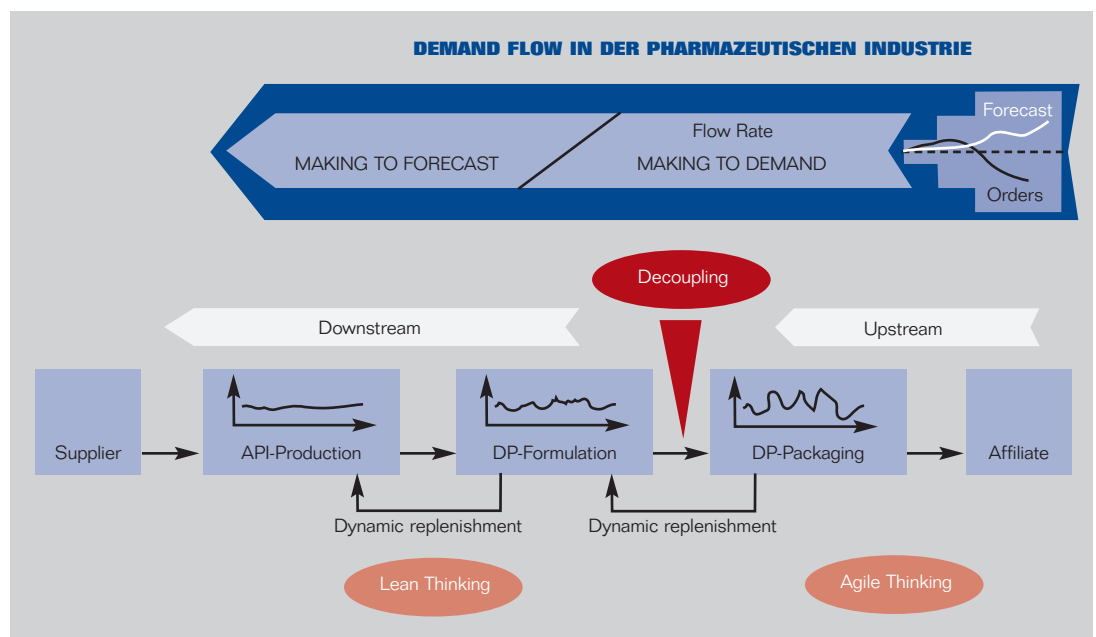 DEMAND FLOW IN DER PHARMAZEUTISCHEN INDUSTRIE
Forecast
Flow Rate
MAKING TO FORECAST
MAKING TO DEMAND
Orders
Decoupling
Downstream
Upstream
Supplier
API-Production
DP-Formulation
DP-Packaging
Affiliate
Dynamic replenishment
Dynamic replenishment
Lean Thinking
Agile Thinking